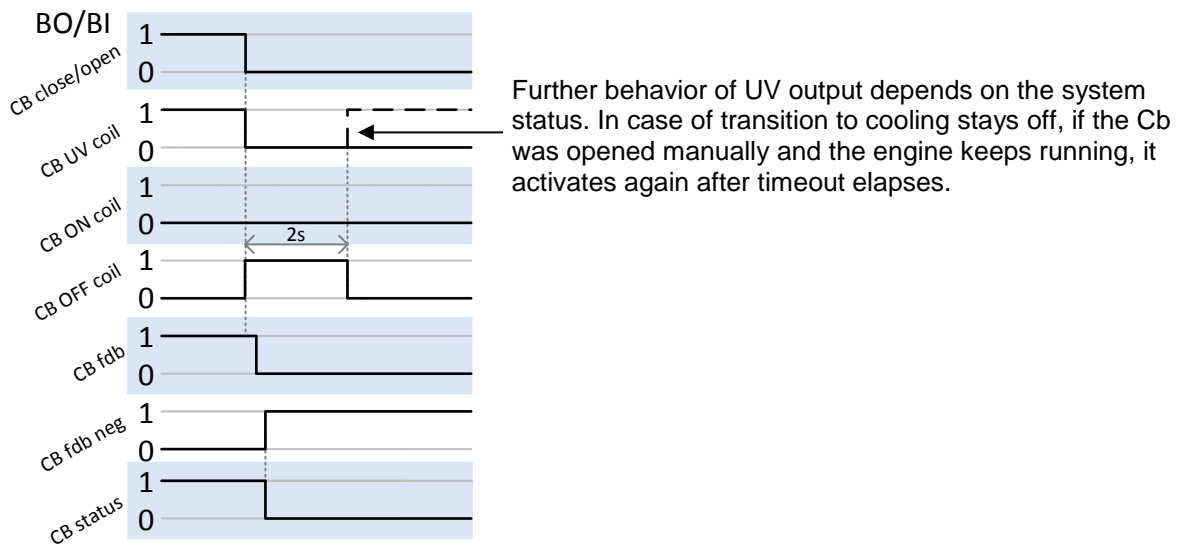 BO/BI
CB close/open
1
0
CB UV coil
1
0
Further behavior of UV output depends on the system
status. In case of transition to cooling stays off, if the Cb
was opened manually and the engine keeps running, it
activates again after timeout elapses.
CB ON coil
1
0
2s
CB OFF coil
1
0
CB fdb
1
0
CB fdb neg
1
0
CB status
1
0